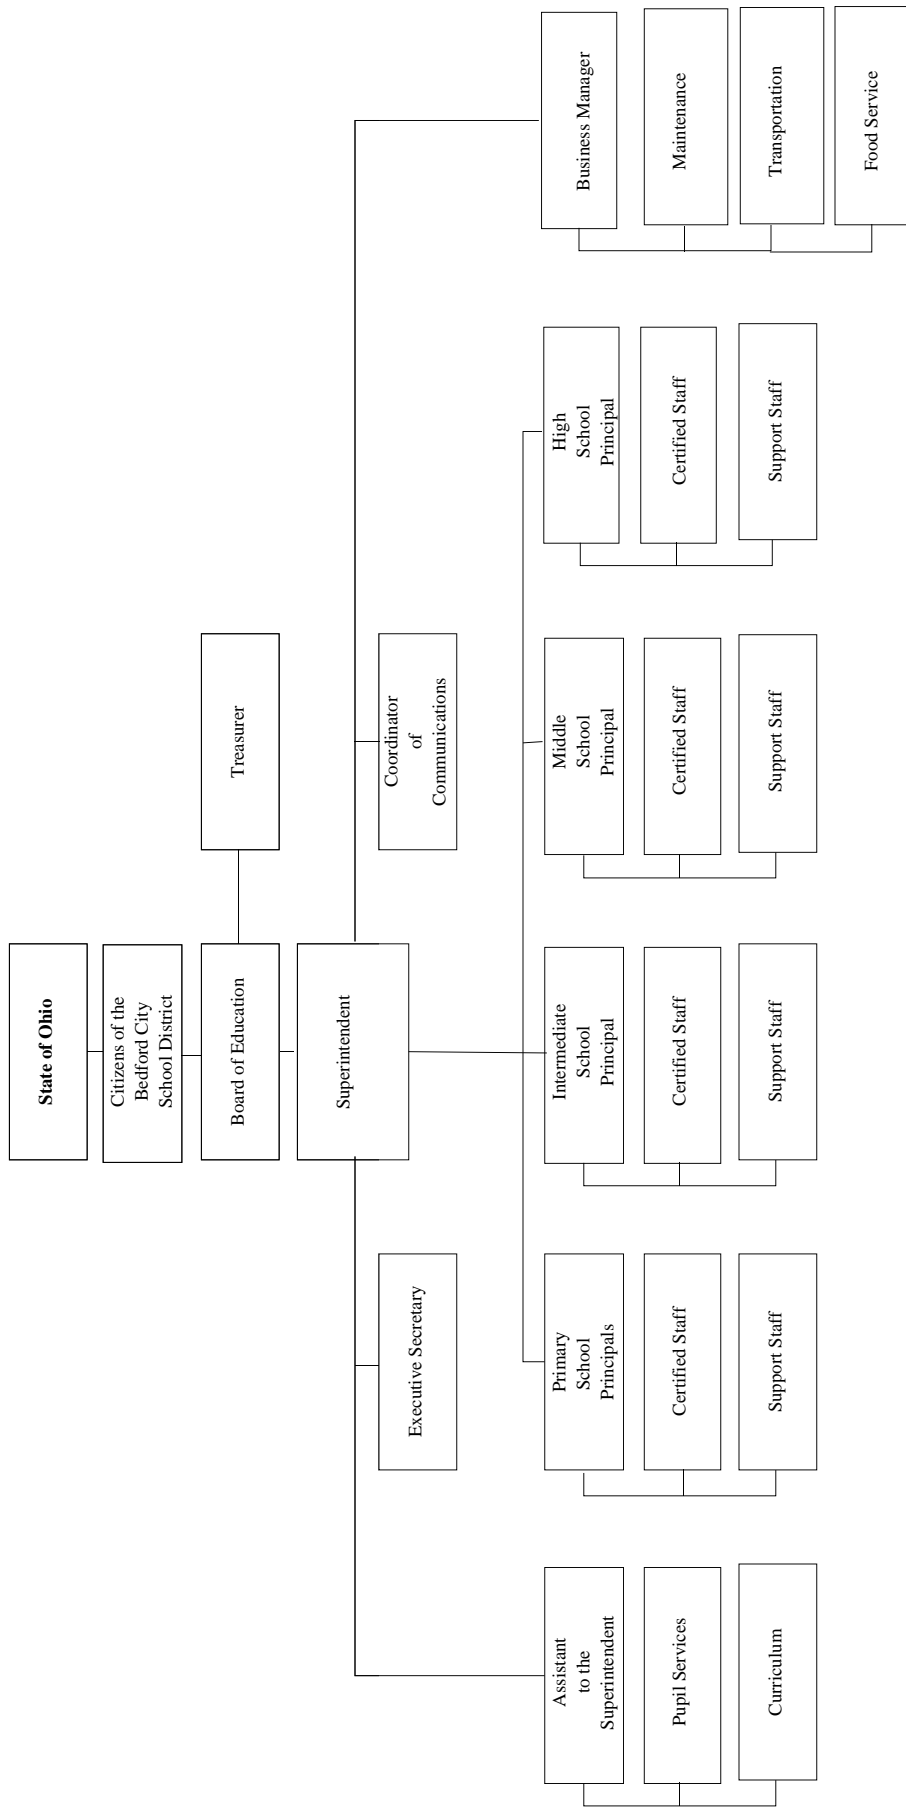 State of Ohio
Citizens of the
Bedford City
School District
Board of Education
Treasurer
Superintendent
Executive Secretary
Coordinator
of
Communications
Assistant
to the
Superintendent
Pupil Services
Curriculum
Primary
School
Principals
Certified Staff
Support Staff
Intermediate
School
Principal
Certified Staff
Support Staff
Middle
School
Principal
Certified Staff
Support Staff
High
School
Principal
Certified Staff
Support Staff
Business Manager
Maintenance
Transportation
Food Service